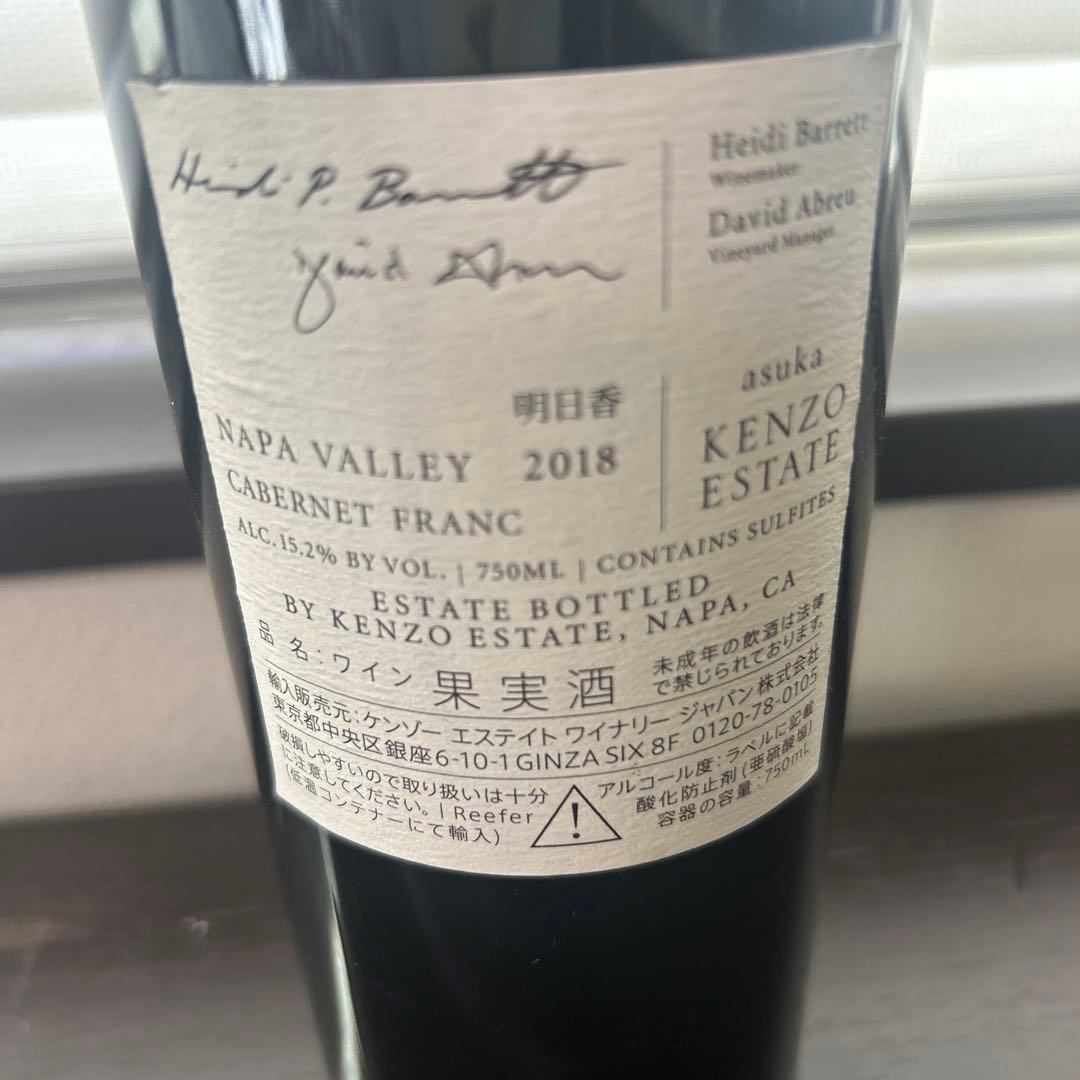 Heidi P. Barrett
David Abreu
Heidi Barrett
Winemaker
David Abreu
Vineyard Manager
明日香
NAPA VALLEY 2018
CABERNET FRANC
asuka
KENZO
ESTATE
ALC.15.2% BY VOL. | 750ML | CONTAINS SULFITES
ESTATE BOTTLED
BY KENZO ESTATE, NAPA, CA
品 名:ワイン 果実酒
未成年の飲酒は法律
で禁じられております。
輸入販売元:ケンゾー エステイト ワイナリー ジャパン株式会社
東京都中央区銀座6-10-1 GINZA SIX 8F 0120-78-0105
破損しやすいので取り扱いは十分
に注意してください。| Reefer
(低温コンテナーにて輸入)
アルコール度:ラベルに記載
酸化防止剤(亜硫酸塩)
容器の容量:750mL